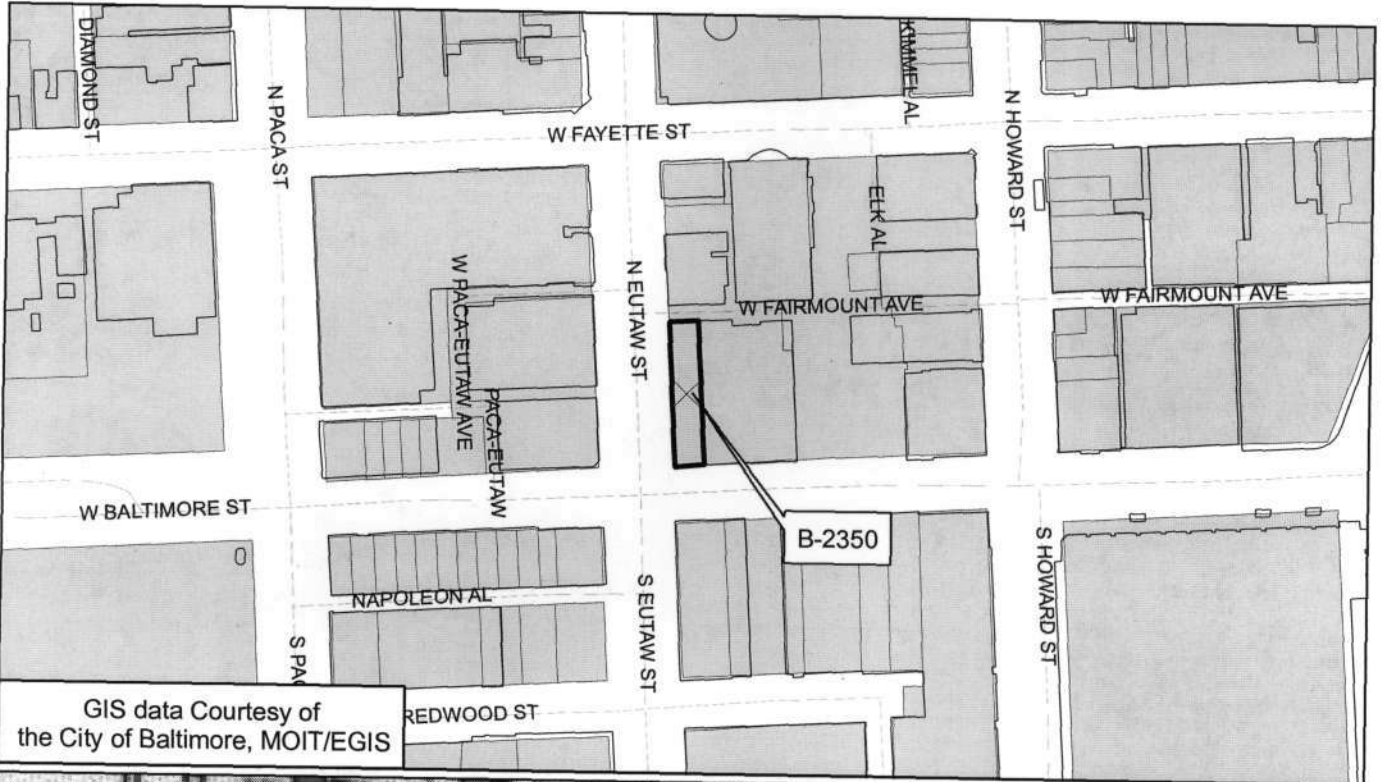 DIAMOND ST
N PACA ST
W FAYETTE ST
KIMMEL AL
N HOWARD ST
ELK AL
W PACA-EUTAW AVE
N EUTAW ST
W FAIRMOUNT AVE
W FAIRMOUNT AVE
PACA-EUTAW
W BALTIMORE ST
B-2350
NAPOLEON AL
S EUTAW ST
S HOWARD ST
S PAC
REDWOOD ST
GIS data Courtesy of
the City of Baltimore, MOIT/EGIS